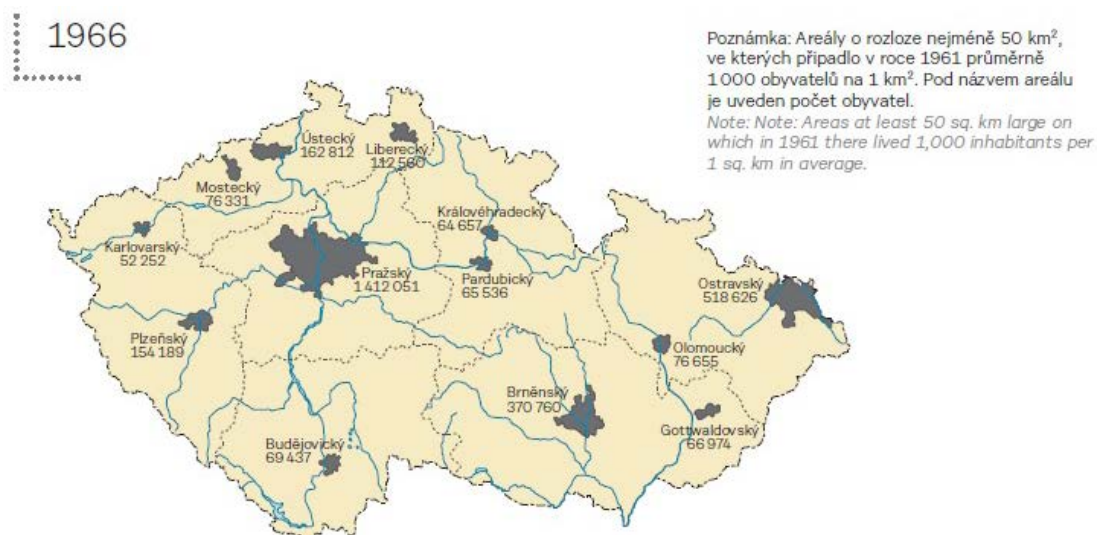 1966
Poznámka: Areály o rozloze nejméně 50 km²,
ve kterých připadlo v roce 1961 průměrně
1000 obyvatelů na 1 km². Pod názvem areálu
je uveden počet obyvatel.
Note: Note: Areas at least 50 sq. km large on
which in 1961 there lived 1,000 inhabitants per
1 sq. km in average.
Ústecký
162 812
Liberecký
112 560
Mostecký
76 331
Karlovarský
52 252
Královéhradecký
64 657
Pražský
1 412 051
Pardubický
65 536
Ostravský
518 626
Plzeňský
154 189
Olomoucký
76 655
Brněnský
370 760
Gottwaldovský
66 974
Budějovický
69 437